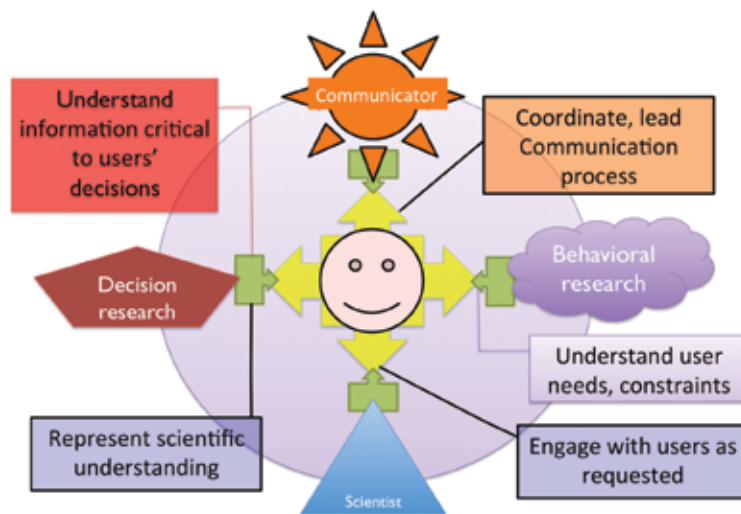 Communicator
Understand
information critical
to users'
decisions
Coordinate, lead
Communication
process
Decision
research
Behavioral
research
Understand user
needs, constraints
Represent scientific
understanding
Engage with users as
requested
Scientist